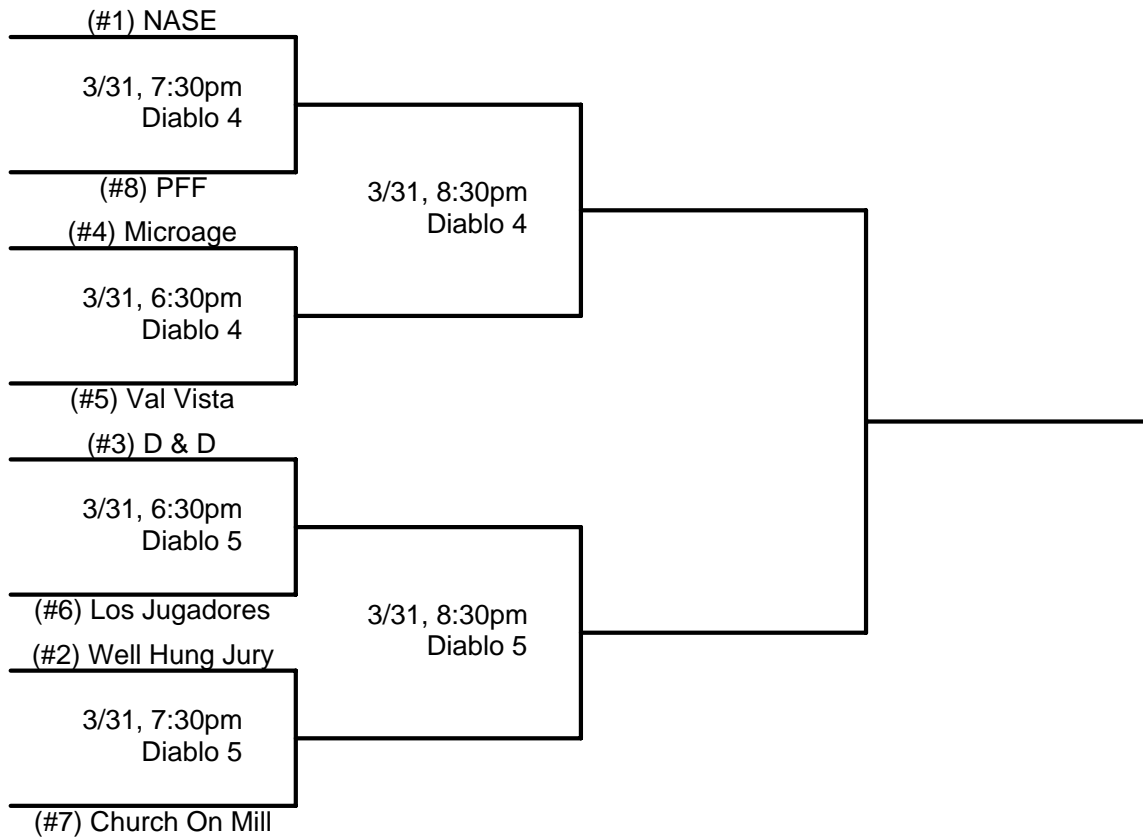 (#1) NASE
3/31, 7:30pm
Diablo 4
(#8) PFF
3/31, 8:30pm
Diablo 4
(#4) Microage
3/31, 6:30pm
Diablo 4
(#5) Val Vista
(#3) D & D
3/31, 6:30pm
Diablo 5
(#6) Los Jugadores
3/31, 8:30pm
Diablo 5
(#2) Well Hung Jury
3/31, 7:30pm
Diablo 5
(#7) Church On Mill